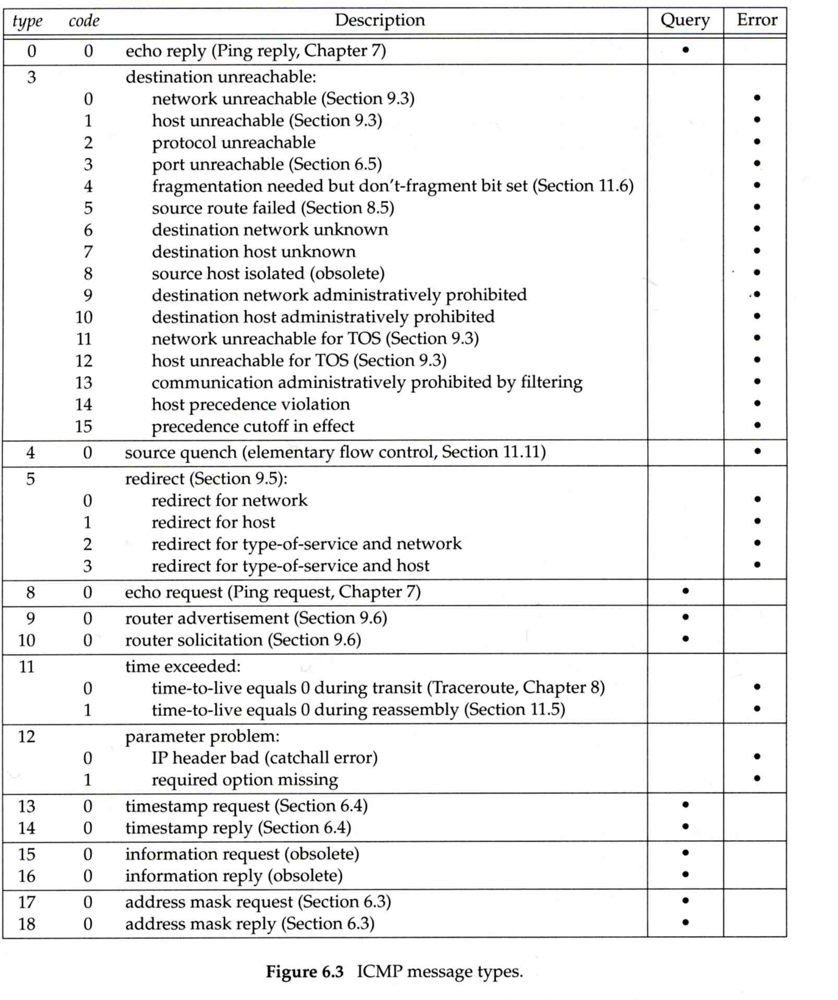 type code Description Query Error
0 0 echo reply (Ping reply, Chapter 7) •
3 destination unreachable:
0 network unreachable (Section 9.3) •
1 host unreachable (Section 9.3) •
2 protocol unreachable •
3 port unreachable (Section 6.5) •
4 fragmentation needed but don't-fragment bit set (Section 11.6) •
5 source route failed (Section 8.5) •
6 destination network unknown •
7 destination host unknown •
8 source host isolated (obsolete) •
9 destination network administratively prohibited •
10 destination host administratively prohibited •
11 network unreachable for TOS (Section 9.3) •
12 host unreachable for TOS (Section 9.3) •
13 communication administratively prohibited by filtering •
14 host precedence violation •
15 precedence cutoff in effect •
4 0 source quench (elementary flow control, Section 11.11) •
5 redirect (Section 9.5):
0 redirect for network •
1 redirect for host •
2 redirect for type-of-service and network •
3 redirect for type-of-service and host •
8 0 echo request (Ping request, Chapter 7) •
9 0 router advertisement (Section 9.6) •
10 0 router solicitation (Section 9.6) •
11 time exceeded:
0 time-to-live equals 0 during transit (Traceroute, Chapter 8) •
1 time-to-live equals 0 during reassembly (Section 11.5) •
12 parameter problem:
0 IP header bad (catchall error) •
1 required option missing •
13 0 timestamp request (Section 6.4) •
14 0 timestamp reply (Section 6.4) •
15 0 information request (obsolete) •
16 0 information reply (obsolete) •
17 0 address mask request (Section 6.3) •
18 0 address mask reply (Section 6.3) •
Figure 6.3 ICMP message types.